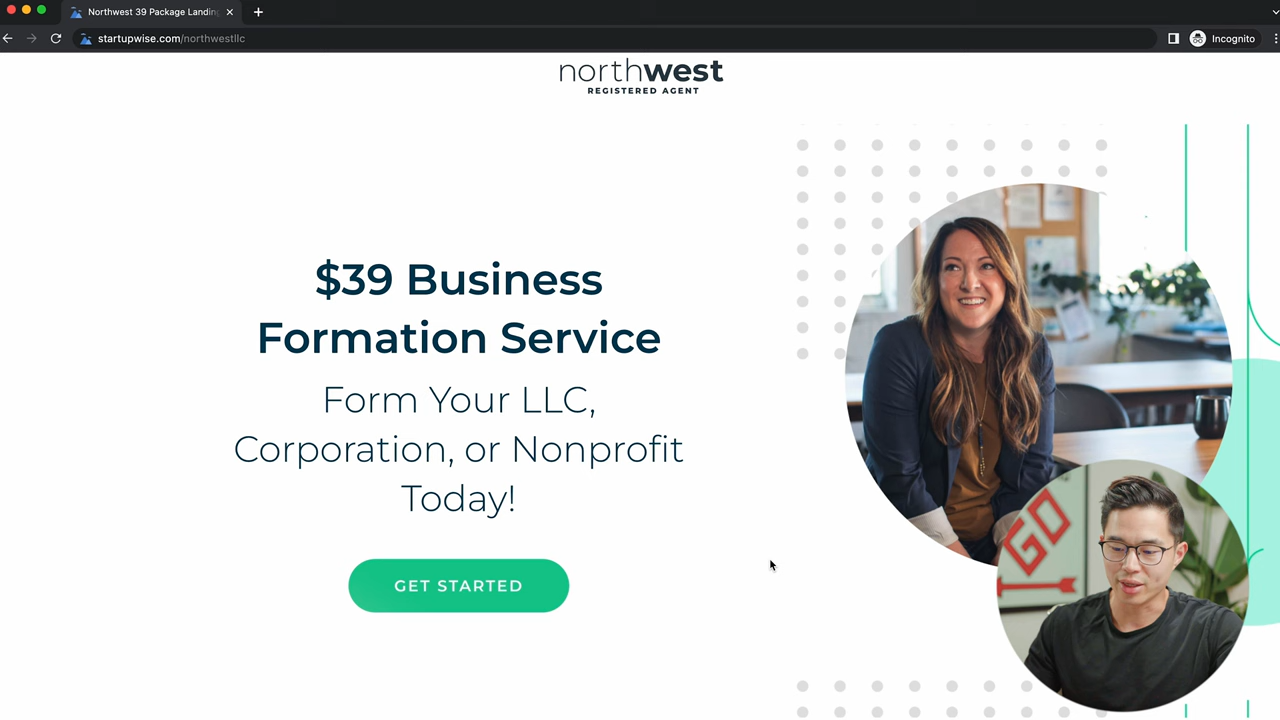 Northwest 39 Package Landing
startupwise.com/northwestllc
Incognito
northwest
REGISTERED AGENT
$39 Business
Formation Service
Form Your LLC,
Corporation, or Nonprofit
Today!
GET STARTED
GO